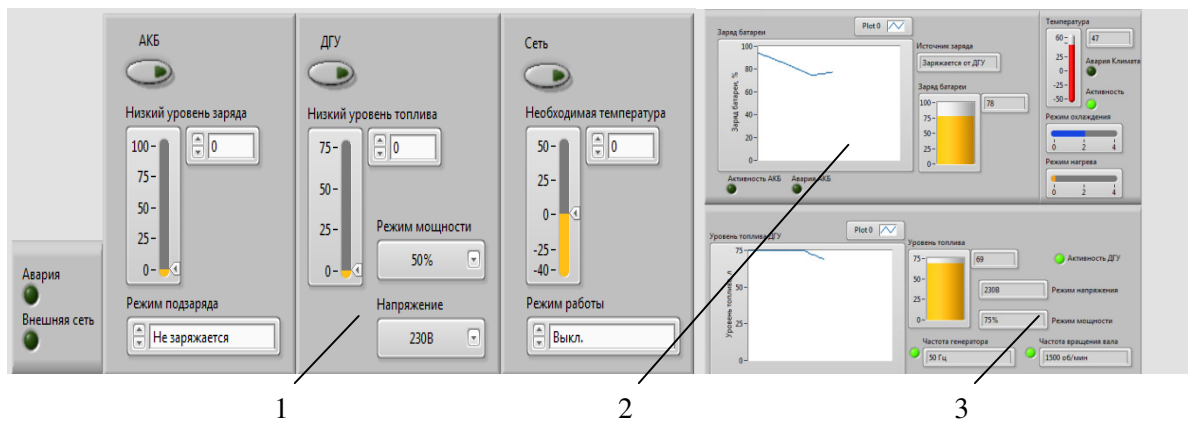 Авария
Внешняя сеть
АКБ
Низкий уровень заряда
100
75
50
25
0
0
Режим подзаряда
Не заряжается
ДГУ
Низкий уровень топлива
75
50
25
0
0
Режим мощности
50%
Напряжение
230В
Сеть
Необходимая температура
50
25
0
-25
-40
0
Режим работы
Выкл.
Заряд батареи
Plot 0
Заряд батареи, %
100
80
60
40
20
0
Активность АКБ
Авария АКБ
Источник заряда
Заряжается от ДГУ
Заряд батареи
100
75
50
25
0
78
Температура
60
25
0
-25
-50
47
Авария Климата
Активность
Режим охлаждения
0 2 4
Режим нагрева
0 2 4
Уровень топлива ДГУ
Plot 0
Уровень топлива, л
75
50
25
0
Уровень топлива
75
50
25
0
69
Активность ДГУ
230В
Режим напряжения
75%
Режим мощности
Частота генератора
50 Гц
Частота вращения вала
1500 об/мин
1
2
3